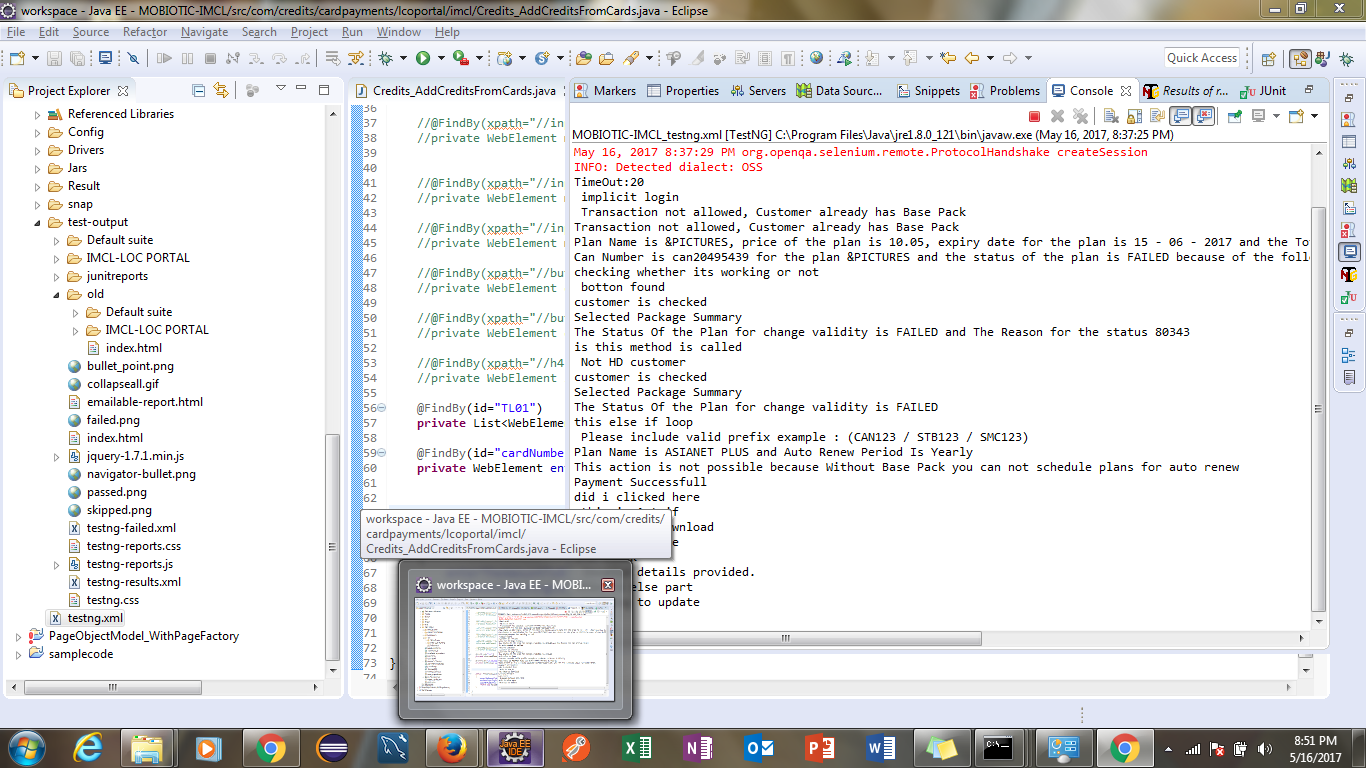 workspace - Java EE - MOBIOTIC-IMCL/src/com/credits/cardpayments/lcoportal/imcl/Credits_AddCreditsFromCards.java - Eclipse
File Edit Source Refactor Navigate Search Project Run Window Help
Quick Access
Project Explorer
Referenced Libraries
Config
Drivers
Jars
Result
snap
test-output
Default suite
IMCL-LOC PORTAL
junitreports
old
Default suite
IMCL-LOC PORTAL
index.html
bullet_point.png
collapseall.gif
emailable-report.html
failed.png
index.html
jquery-1.7.1.min.js
navigator-bullet.png
passed.png
skipped.png
testng-failed.xml
testng-reports.css
testng-reports.js
testng-results.xml
testng.css
testng.xml
PageObjectModel_WithPageFactory
samplecode
Credits_AddCreditsFromCards.java
36
37 //@FindBy(xpath="//in
38 //private WebElement
39
40
41 //@FindBy(xpath="//in
42 //private WebElement
43
44 //@FindBy(xpath="//in
45 //private WebElement
46
47 //@FindBy(xpath="//bu
48 //private WebElement
49
50 //@FindBy(xpath="//bu
51 //private WebElement
52
53 //@FindBy(xpath="//h4
54 //private WebElement
55
56 @FindBy(id="TL01")
57 private List<WebEleme
58
59 @FindBy(id="cardNumbe
60 private WebElement en
61
62
67
68
69
70
71
72
73 }
74
Markers Properties Servers Data Sourc... Snippets Problems Console Results of r... JUnit
MOBIOTIC-IMCL_testng.xml [TestNG] C:\Program Files\Java\jre1.8.0_121\bin\javaw.exe (May 16, 2017, 8:37:25 PM)
May 16, 2017 8:37:29 PM org.openqa.selenium.remote.ProtocolHandshake createSession
INFO: Detected dialect: OSS
TimeOut:20
implicit login
Transaction not allowed, Customer already has Base Pack
Transaction not allowed, Customer already has Base Pack
Plan Name is &PICTURES, price of the plan is 10.05, expiry date for the plan is 15 - 06 - 2017 and the To
Can Number is can20495439 for the plan &PICTURES and the status of the plan is FAILED because of the foll
checking whether its working or not
botton found
customer is checked
Selected Package Summary
The Status Of the Plan for change validity is FAILED and The Reason for the status 80343
is this method is called
Not HD customer
customer is checked
Selected Package Summary
The Status Of the Plan for change validity is FAILED
this else if loop
Please include valid prefix example : (CAN123 / STB123 / SMC123)
Plan Name is ASIANET PLUS and Auto Renew Period Is Yearly
This action is not possible because Without Base Pack you can not schedule plans for auto renew
Payment Successfull
did i clicked here
wnload
details provided.
else part
to update
workspace - Java EE - MOBIOTIC-IMCL/src/com/credits/
cardpayments/lcoportal/imcl/
Credits_AddCreditsFromCards.java - Eclipse
workspace - Java EE - MOBI...
Java EE
IDE
8:51 PM
5/16/2017